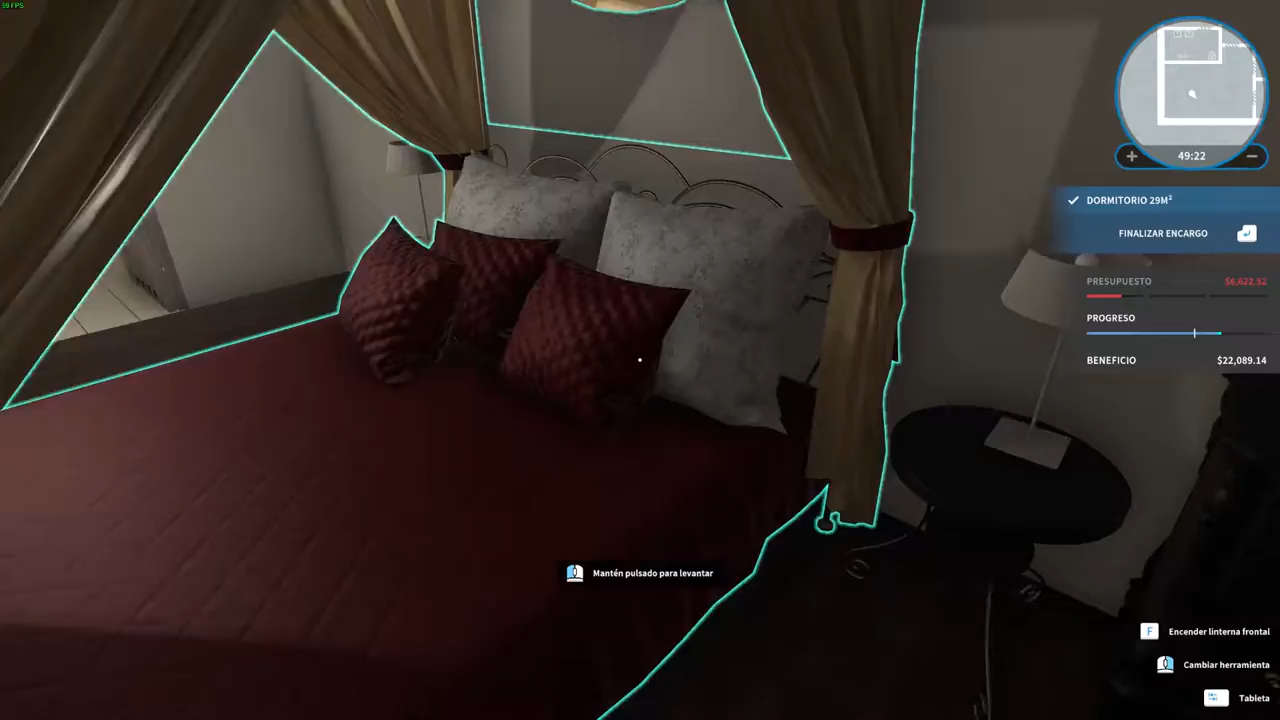 59 FPS
49:22
DORMITORIO 29M²
FINALIZAR ENCARGO
PRESUPUESTO $6,622.92
PROGRESO
BENEFICIO $22,089.14
Mantén pulsado para levantar
F Encender linterna frontal
Cambiar herramienta
Tableta